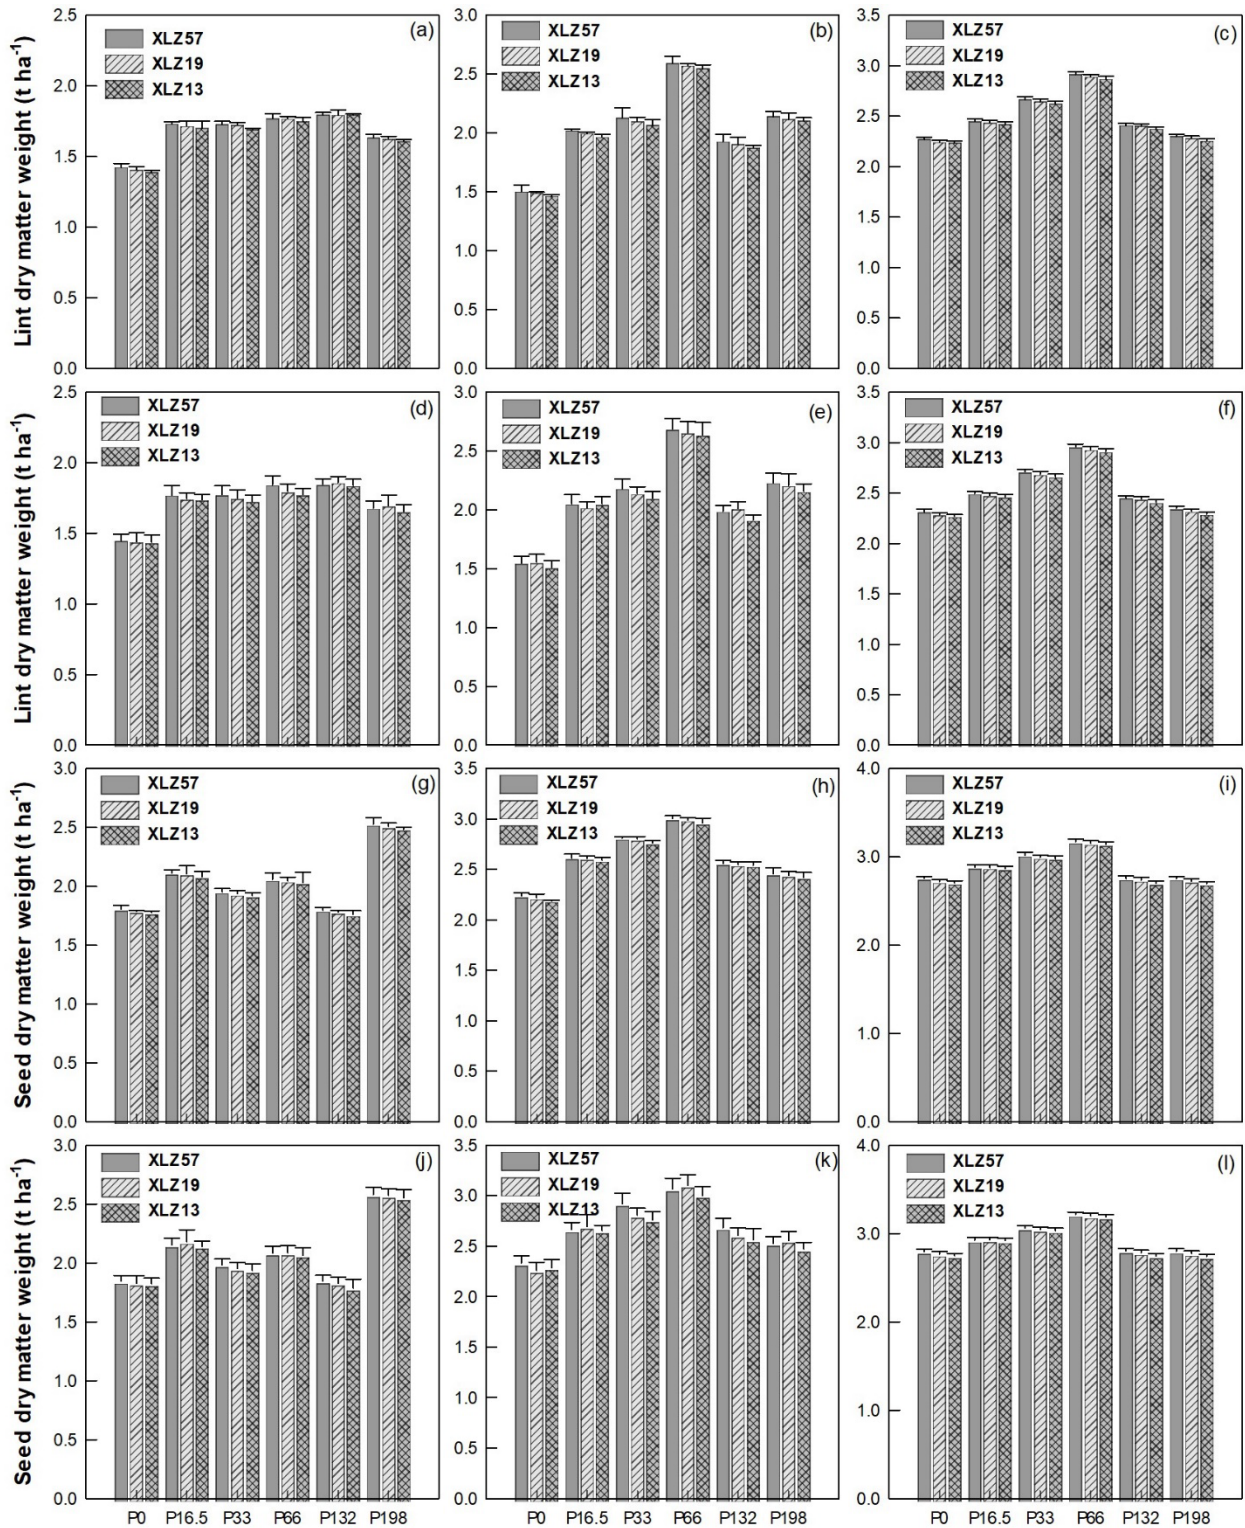 Lint dry matter weight (t ha⁻¹)
2.5
2.0
1.5
1.0
0.5
0.0
XLZ57
XLZ19
XLZ13
(a)
3.0
2.5
2.0
1.5
1.0
0.5
0.0
XLZ57
XLZ19
XLZ13
(b)
3.5
3.0
2.5
2.0
1.5
1.0
0.5
0.0
XLZ57
XLZ19
XLZ13
(c)
Lint dry matter weight (t ha⁻¹)
2.5
2.0
1.5
1.0
0.5
0.0
XLZ57
XLZ19
XLZ13
(d)
3.0
2.5
2.0
1.5
1.0
0.5
0.0
XLZ57
XLZ19
XLZ13
(e)
3.5
3.0
2.5
2.0
1.5
1.0
0.5
0.0
XLZ57
XLZ19
XLZ13
(f)
Seed dry matter weight (t ha⁻¹)
3.0
2.5
2.0
1.5
1.0
0.5
0.0
XLZ57
XLZ19
XLZ13
(g)
3.5
3.0
2.5
2.0
1.5
1.0
0.5
0.0
XLZ57
XLZ19
XLZ13
(h)
4.0
3.0
2.0
1.0
0.0
XLZ57
XLZ19
XLZ13
(i)
Seed dry matter weight (t ha⁻¹)
3.0
2.5
2.0
1.5
1.0
0.5
0.0
XLZ57
XLZ19
XLZ13
(j)
3.5
3.0
2.5
2.0
1.5
1.0
0.5
0.0
XLZ57
XLZ19
XLZ13
(k)
4.0
3.0
2.0
1.0
0.0
XLZ57
XLZ19
XLZ13
(l)
P0 P16.5 P33 P66 P132 P198
P0 P16.5 P33 P66 P132 P198
P0 P16.5 P33 P66 P132 P198